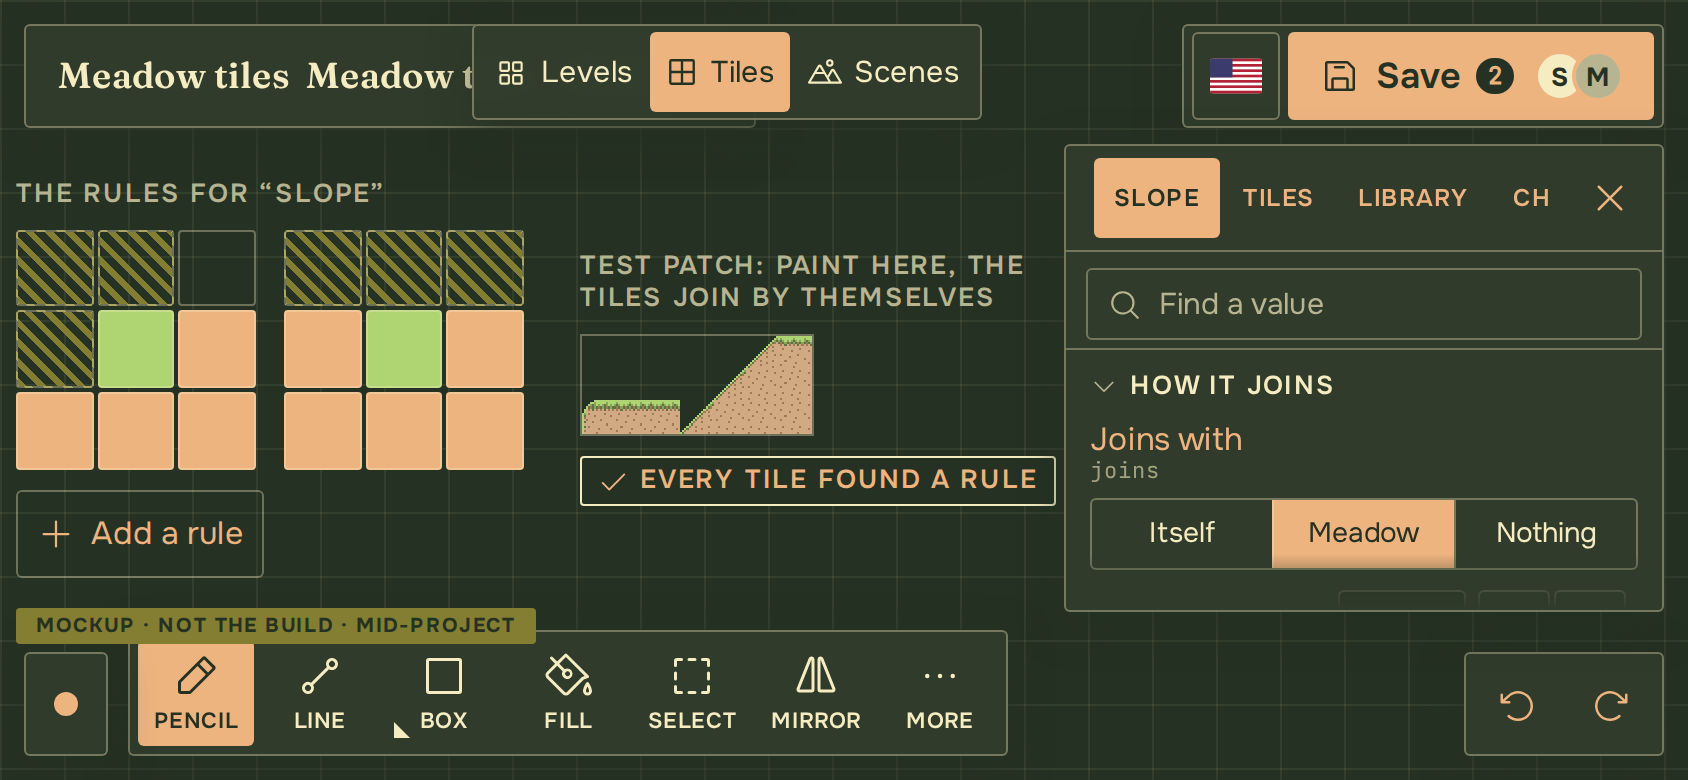 Meadow tiles Meadow t
Levels
Tiles
Scenes
Save 2 S M
THE RULES FOR “SLOPE”
TEST PATCH: PAINT HERE, THE
TILES JOIN BY THEMSELVES
EVERY TILE FOUND A RULE
Add a rule
SLOPE
TILES
LIBRARY
CH
Find a value
HOW IT JOINS
Joins with
joins
Itself
Meadow
Nothing
MOCKUP · NOT THE BUILD · MID-PROJECT
PENCIL
LINE
BOX
FILL
SELECT
MIRROR
MORE